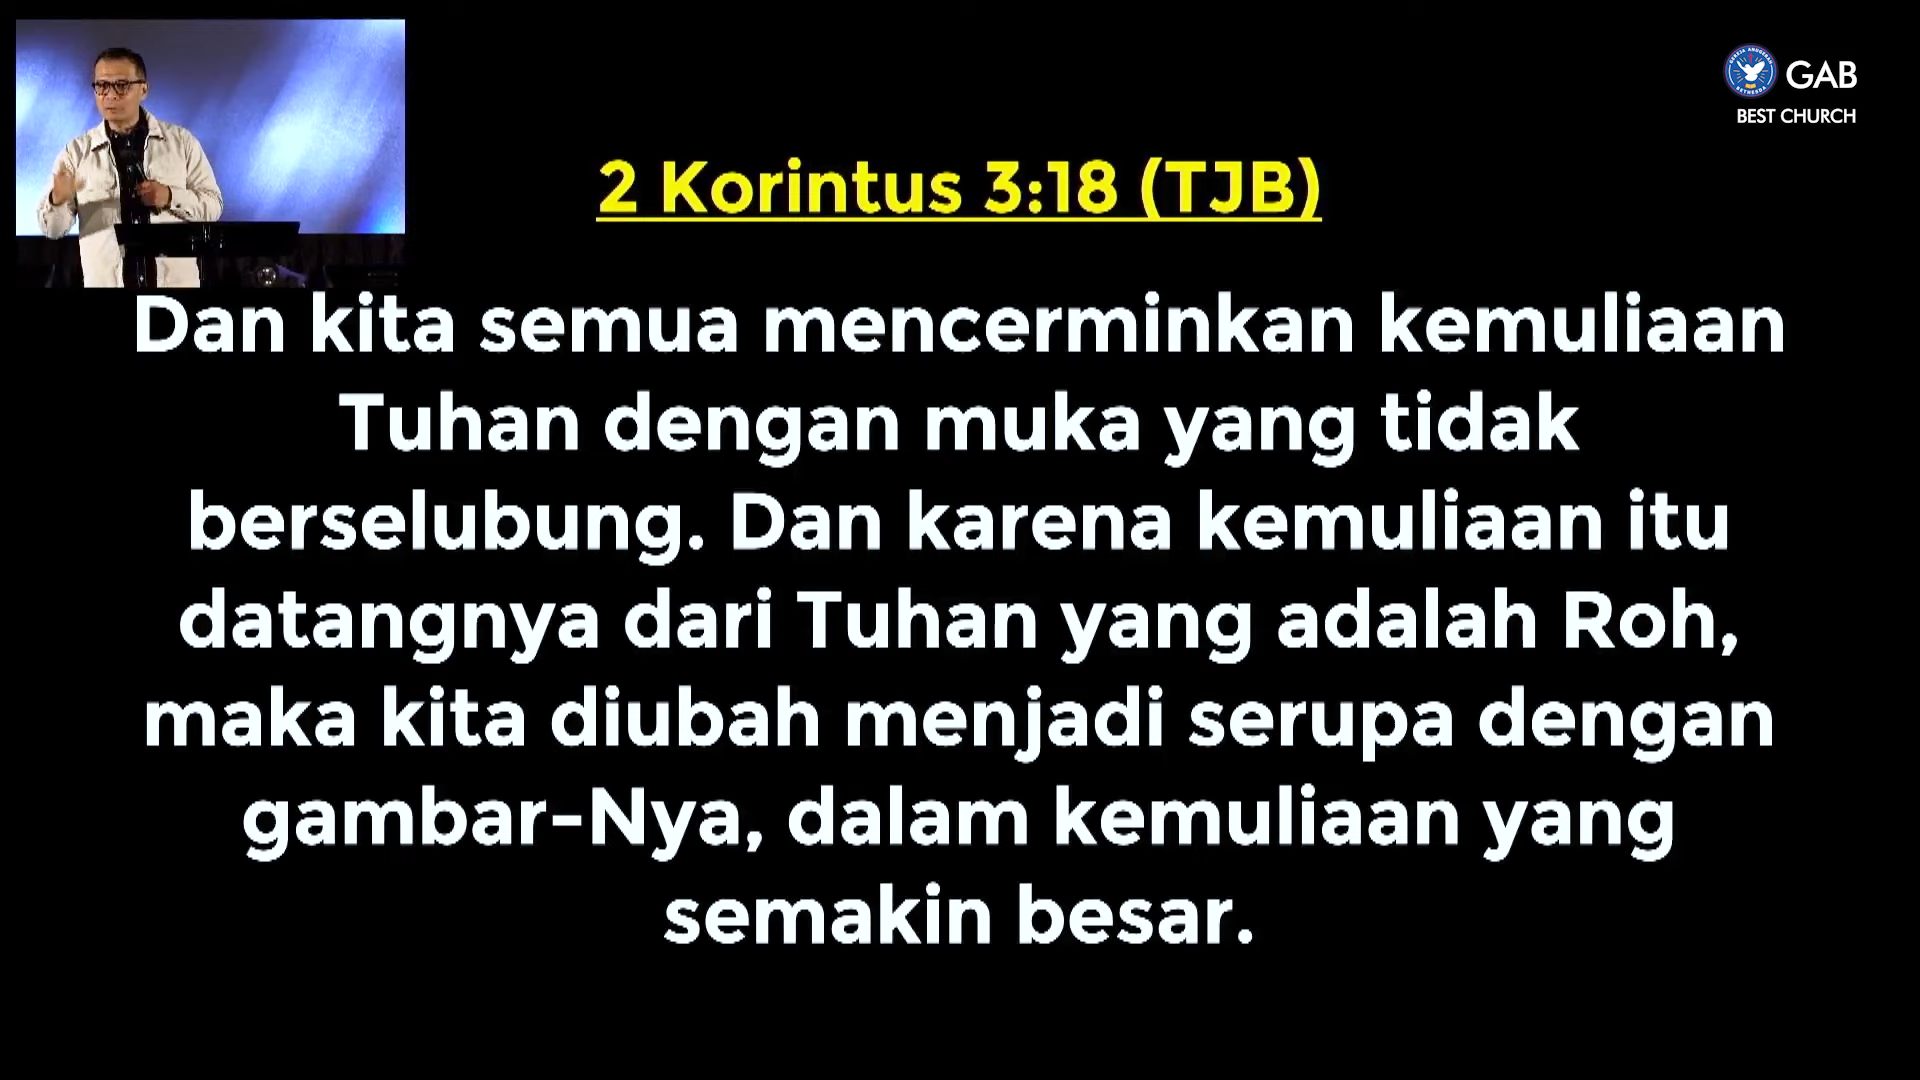 GAB
BEST CHURCH
2 Korintus 3:18 (TJB)
Dan kita semua mencerminkan kemuliaan
Tuhan dengan muka yang tidak
berselubung. Dan karena kemuliaan itu
datangnya dari Tuhan yang adalah Roh,
maka kita diubah menjadi serupa dengan
gambar-Nya, dalam kemuliaan yang
semakin besar.